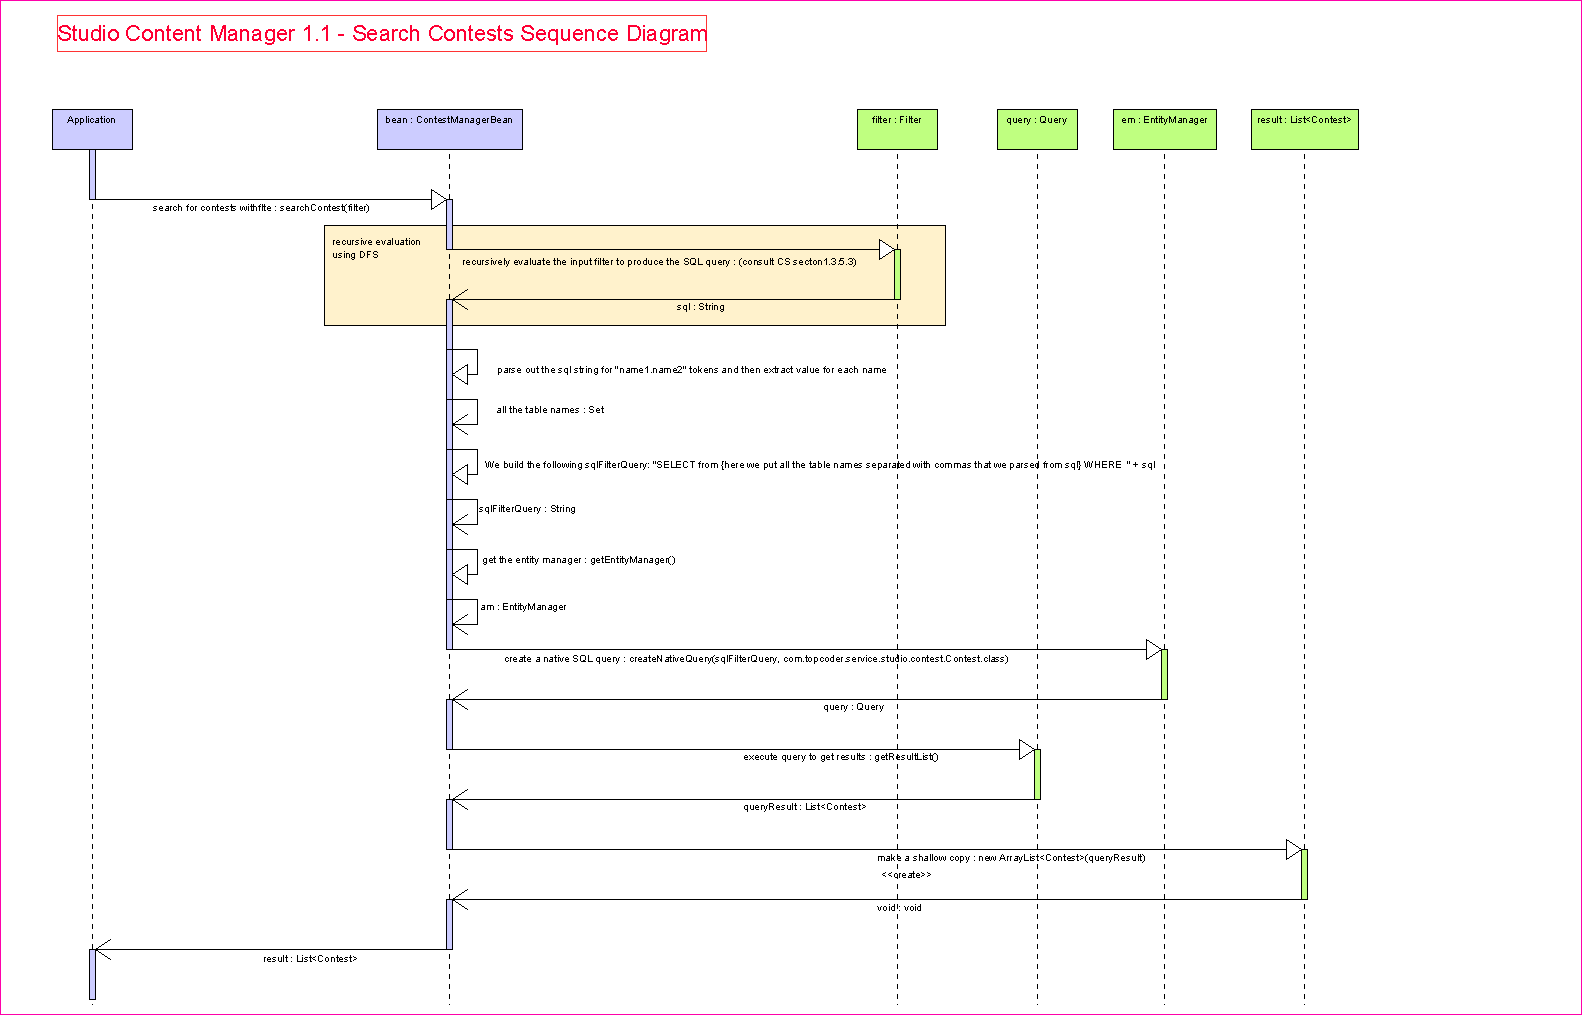 Studio Content Manager 1.1 - Search Contests Sequence Diagram
Application
bean : ContestManagerBean
filter : Filter
query : Query
em : EntityManager
result : List<Contest>
search for contests withflte : searchContest(filter)
recursive evaluation
using DFS
recursively evaluate the input filter to produce the SQL query : (consult CS secton1.3.5.3)
sql : String
parse out the sql string for "name1.name2" tokens and then extract value for each name
all the table names : Set
We build the following sqlFilterQuery: "SELECT from {here we put all the table names separated with commas that we parsed from sql} WHERE " + sql
sqlFilterQuery : String
get the entity manager : getEntityManager()
am : EntityManager
create a native SQL query : createNativeQuery(sqlFilterQuery, com.topcoder.service.studio.contest.Contest.class)
query : Query
execute query to get results : getResultList()
queryResult : List<Contest>
make a shallow copy : new ArrayList<Contest>(queryResult)
<<create>>
void : void
result : List<Contest>